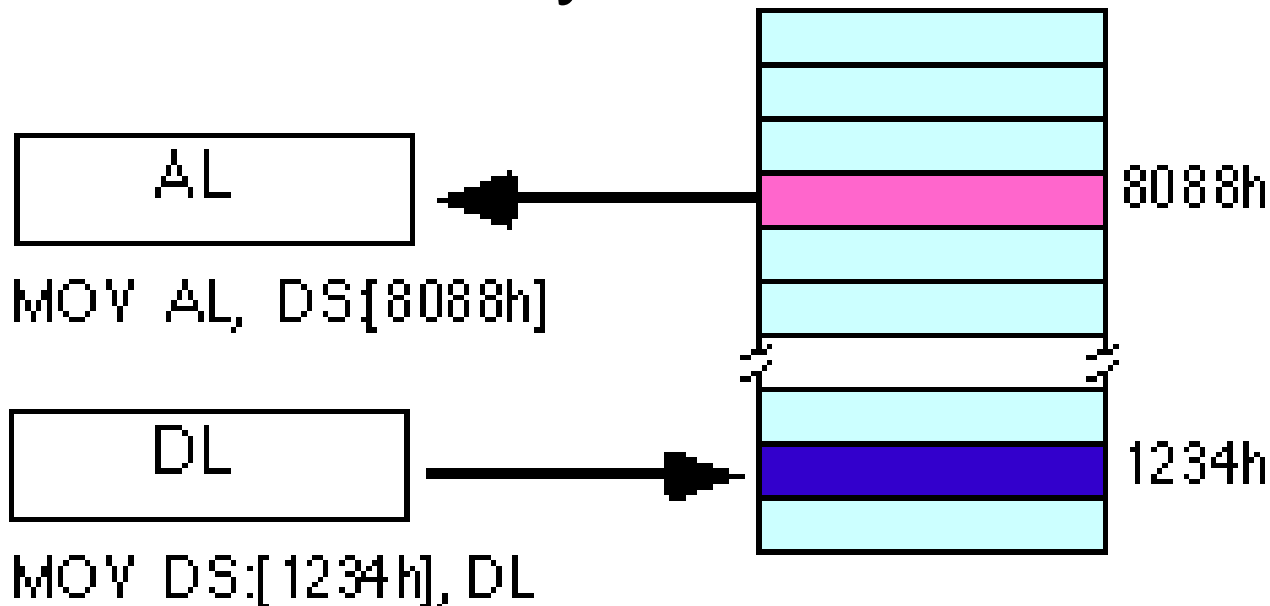 AL
8088h
MOV AL, DS:[8088h]
DL
1234h
MOV DS:[1234h], DL